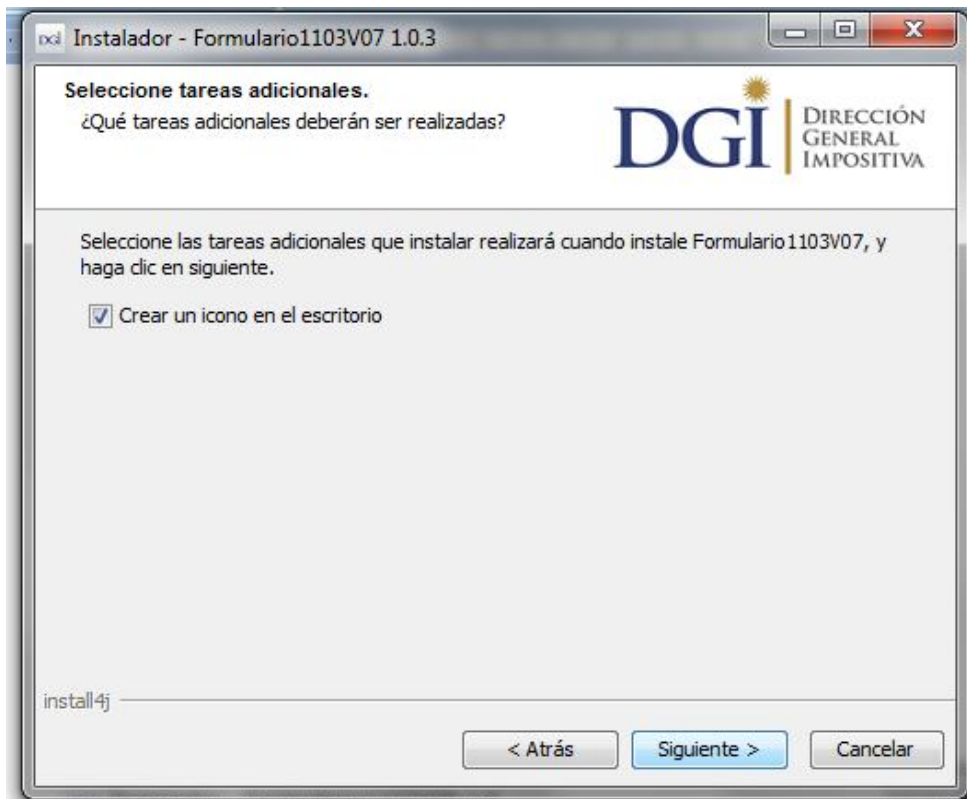 DGI Instalador - Formulario1103V07 1.0.3
Seleccione tareas adicionales.
¿Qué tareas adicionales deberán ser realizadas?
DGI
DIRECCIÓN
GENERAL
IMPOSITIVA
Seleccione las tareas adicionales que instalar realizará cuando instale Formulario1103V07, y
haga clic en siguiente.
Crear un icono en el escritorio
install4j
< Atrás
Siguiente >
Cancelar